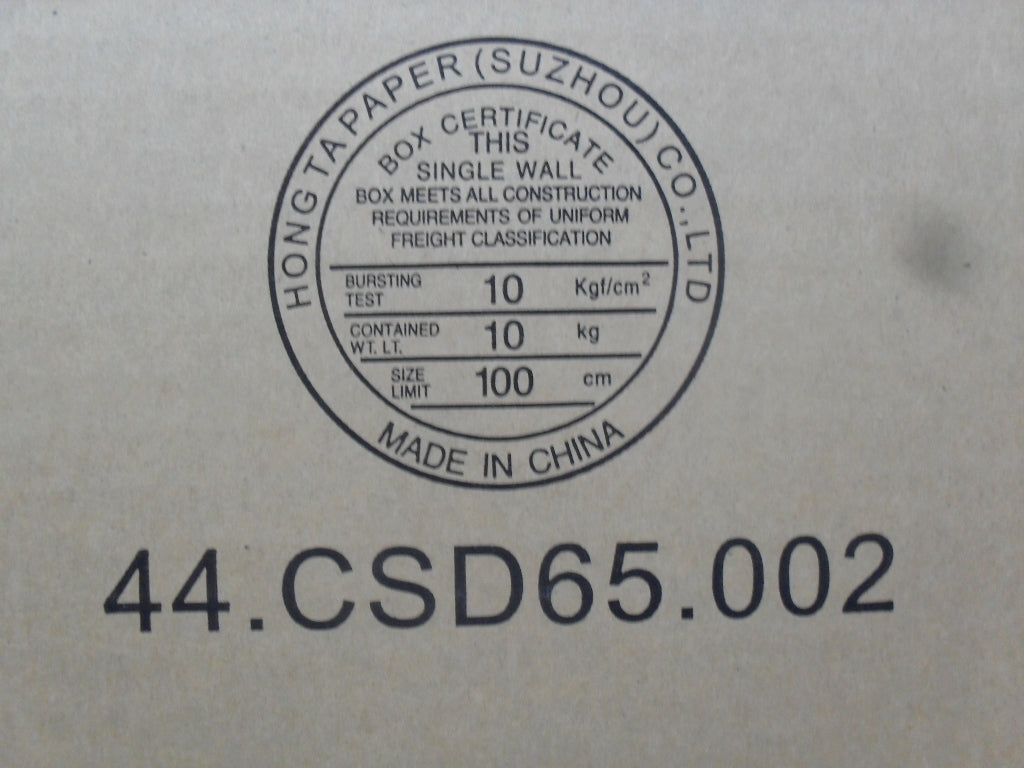 HONG TA PAPER (SUZHOU) CO.,LTD
BOX CERTIFICATE
THIS
SINGLE WALL
BOX MEETS ALL CONSTRUCTION
REQUIREMENTS OF UNIFORM
FREIGHT CLASSIFICATION
BURSTING TEST 10 Kgf/cm²
CONTAINED WT. LT. 10 kg
SIZE LIMIT 100 cm
MADE IN CHINA
44.CSD65.002